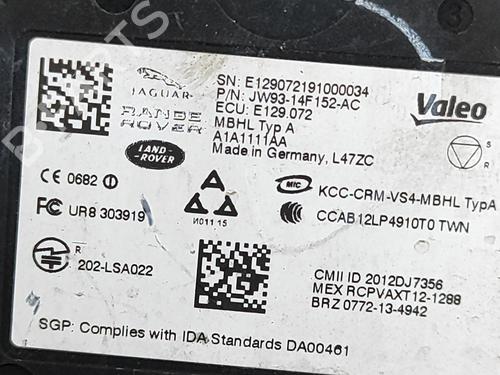 3
JAGUAR
RANGE ROVER
LAND-ROVER
SN: E129072191000034
P/N: JW93-14F152-AC
ECU: E129.072
MBHL Typ A
A1A1111AA
Made in Germany, L47ZC
Valeo
CE 0682
FC UR8 303919
R
202-LSA022
И011 15
MIC KCC-CRM-VS4-MBHL TypA
CCAB12LP4910T0 TWN
CMII ID 2012DJ7356
MEX RCPVAXT12-1288
BRZ 0772-13-4942
SGP: Complies with IDA Standards DA00461